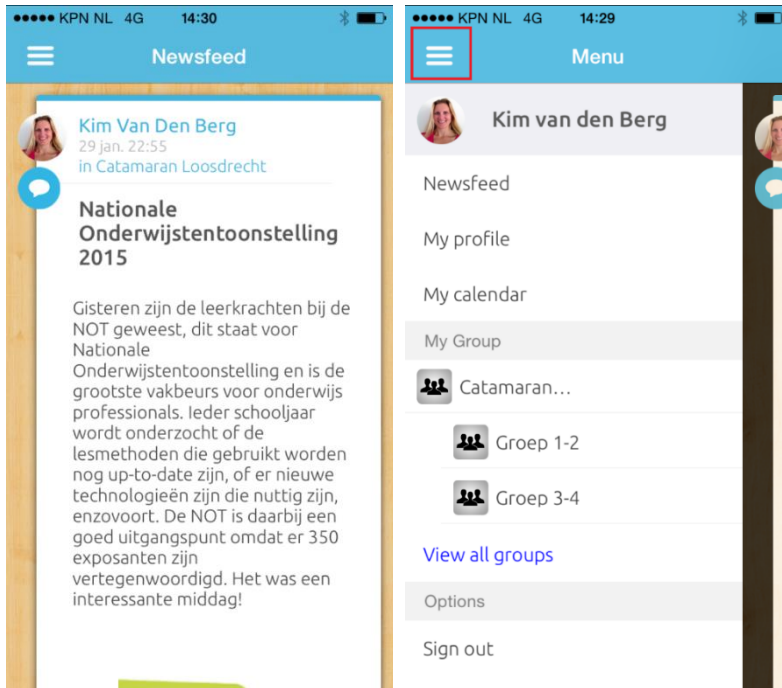 KPN NL 4G 14:30
Newsfeed
Kim Van Den Berg
29 jan. 22:55
in Catamaran Loosdrecht
Nationale
Onderwijstentoonstelling
2015
Gisteren zijn de leerkrachten bij de
NOT geweest, dit staat voor
Nationale
Onderwijstentoonstelling en is de
grootste vakbeurs voor onderwijs
professionals. Ieder schooljaar
wordt onderzocht of de
lesmethoden die gebruikt worden
nog up-to-date zijn, of er nieuwe
technologieën zijn die nuttig zijn,
enzovoort. De NOT is daarbij een
goed uitgangspunt omdat er 350
exposanten zijn
vertegenwoordigd. Het was een
interessante middag!
KPN NL 4G 14:29
Menu
Kim van den Berg
Newsfeed
My profile
My calendar
My Group
Catamaran...
Groep 1-2
Groep 3-4
View all groups
Options
Sign out